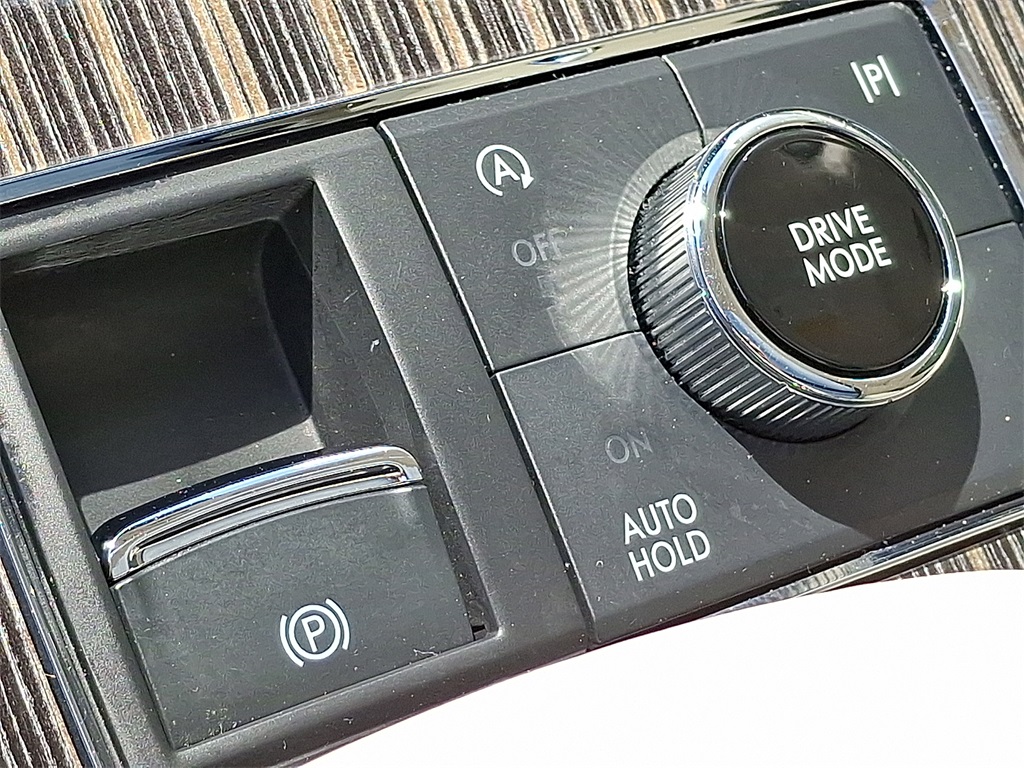 A
OFF
|P|
DRIVE
MODE
ON
AUTO
HOLD
(P)